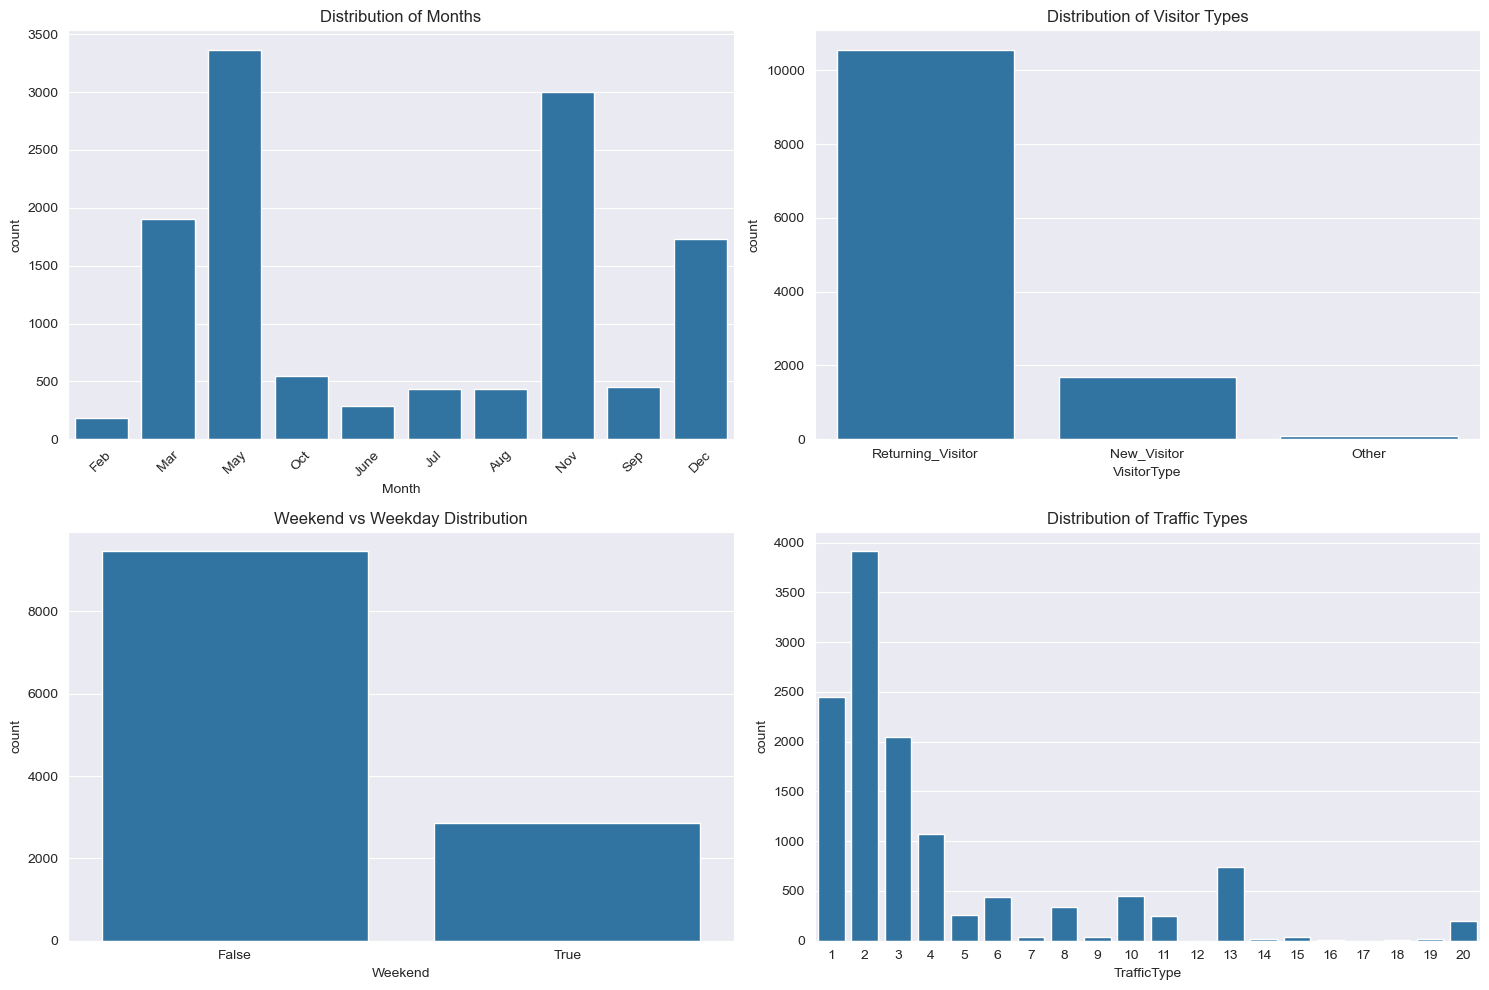 Distribution of Months
3500
3000
2500
2000
1500
1000
500
0
count
Feb Mar May Oct June Jul Aug Nov Sep Dec
Month
Distribution of Visitor Types
10000
8000
6000
4000
2000
0
count
Returning_Visitor New_Visitor Other
VisitorType
Weekend vs Weekday Distribution
8000
6000
4000
2000
0
count
False True
Weekend
Distribution of Traffic Types
4000
3500
3000
2500
2000
1500
1000
500
0
count
1 2 3 4 5 6 7 8 9 10 11 12 13 14 15 16 17 18 19 20
TrafficType